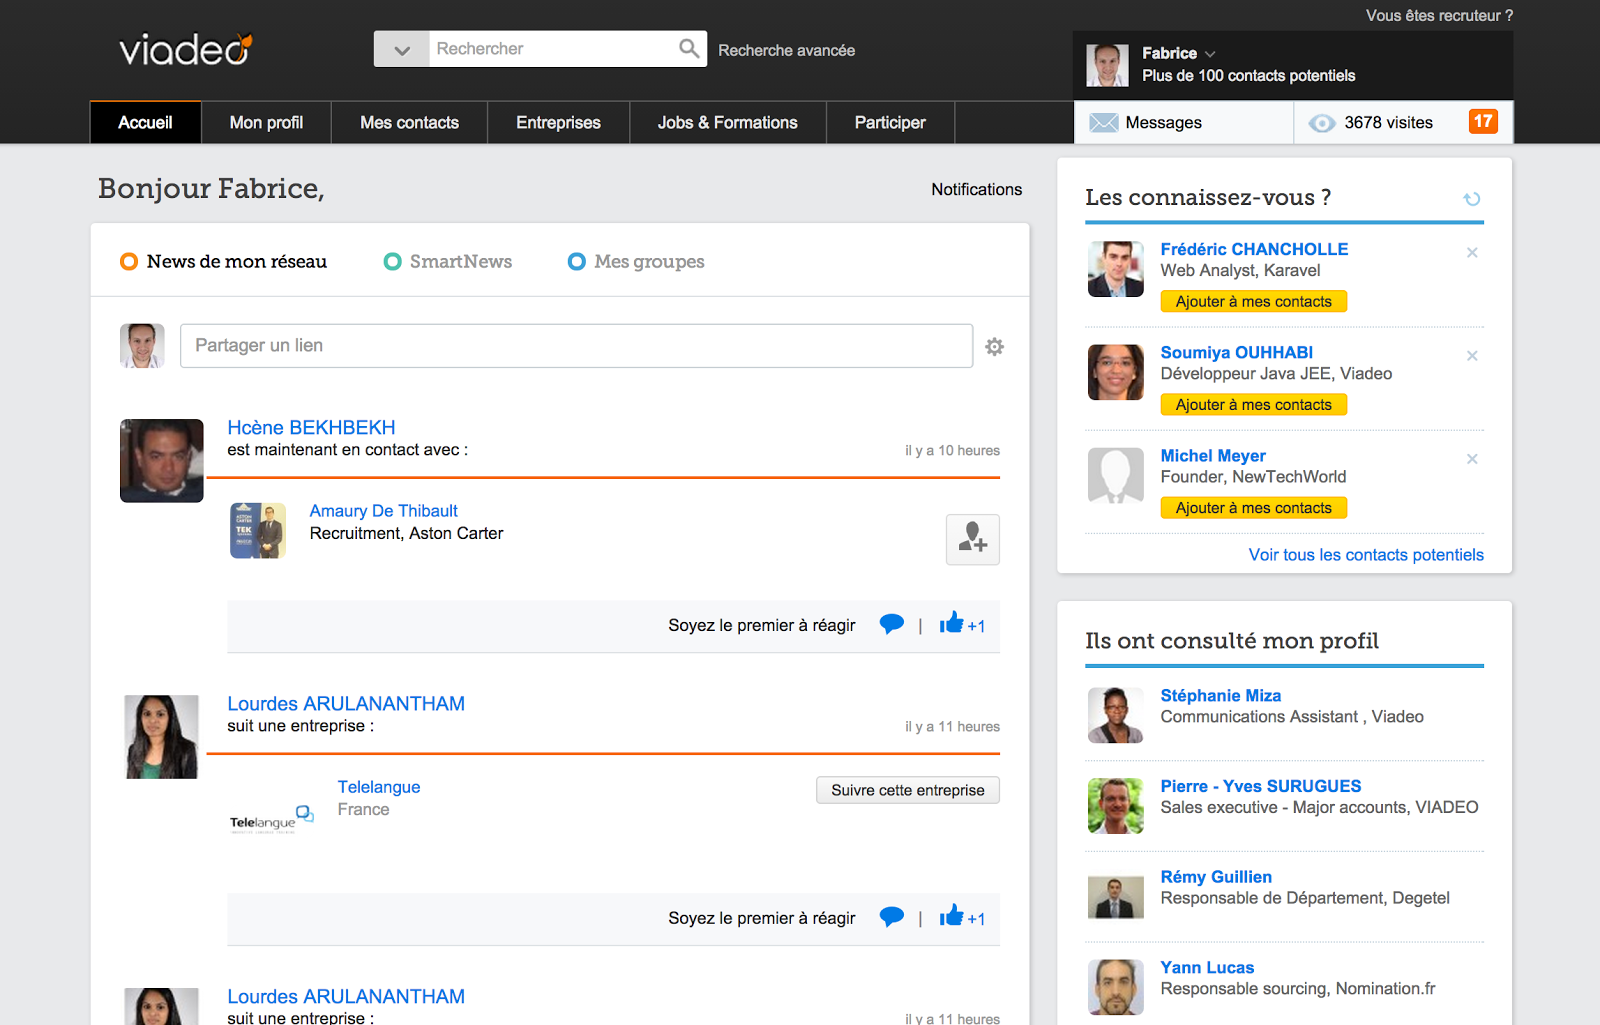 Vous êtes recruteur ?
viadeo
Rechercher
Recherche avancée
Fabrice
Plus de 100 contacts potentiels
Accueil
Mon profil
Mes contacts
Entreprises
Jobs & Formations
Participer
Messages
3678 visites
17
Bonjour Fabrice,
Notifications
News de mon réseau
SmartNews
Mes groupes
Partager un lien
Hcène BEKHBEKH
est maintenant en contact avec :
il y a 10 heures
ASTON
CARTER
TEK
Amaury De Thibault
Recruitment, Aston Carter
Soyez le premier à réagir
|
+1
Lourdes ARULANANTHAM
suit une entreprise :
il y a 11 heures
Telelangue
Telelangue
France
Suivre cette entreprise
Soyez le premier à réagir
|
+1
Lourdes ARULANANTHAM
suit une entreprise :
il y a 11 heures
Les connaissez-vous ?
Frédéric CHANCHOLLE
Web Analyst, Karavel
Ajouter à mes contacts
Soumiya OUHHABI
Développeur Java JEE, Viadeo
Ajouter à mes contacts
Michel Meyer
Founder, NewTechWorld
Ajouter à mes contacts
Voir tous les contacts potentiels
Ils ont consulté mon profil
Stéphanie Miza
Communications Assistant , Viadeo
Pierre - Yves SURUGUES
Sales executive - Major accounts, VIADEO
Rémy Guillien
Responsable de Département, Degetel
Yann Lucas
Responsable sourcing, Nomination.fr